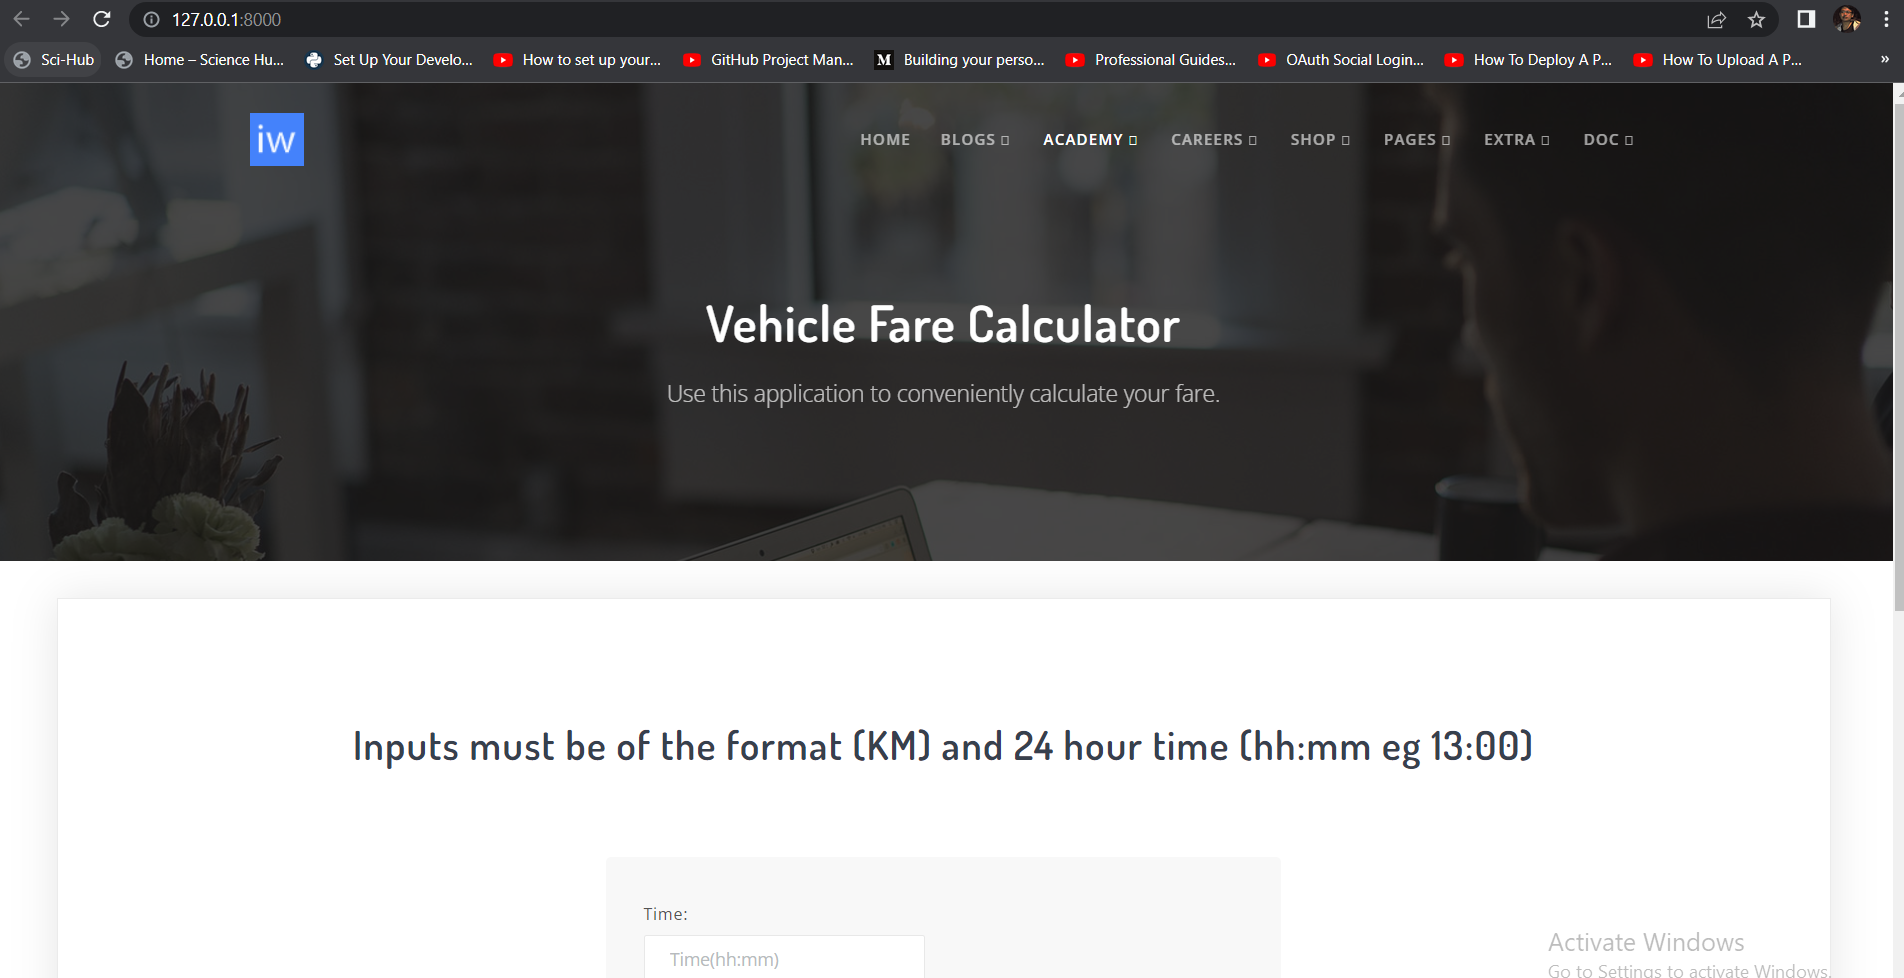 127.0.0.1:8000
Sci-Hub
Home – Science Hu...
Set Up Your Develo...
How to set up your...
GitHub Project Man...
M
Building your perso...
Professional Guides...
OAuth Social Login...
How To Deploy A P...
How To Upload A P...
»
iw
HOME
BLOGS
ACADEMY
CAREERS
SHOP
PAGES
EXTRA
DOC
Vehicle Fare Calculator
Use this application to conveniently calculate your fare.
Inputs must be of the format (KM) and 24 hour time (hh:mm eg 13:00)
Time:
Time(hh:mm)
Activate Windows
Go to Settings to activate Windows.